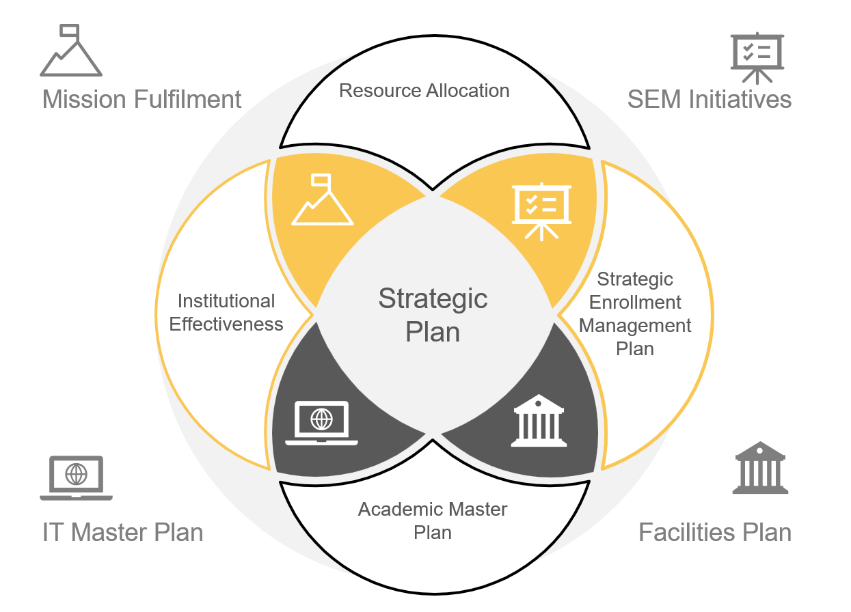 Mission Fulfilment
Resource Allocation
SEM Initiatives
Institutional
Effectiveness
Strategic
Plan
Strategic
Enrollment
Management
Plan
IT Master Plan
Academic Master
Plan
Facilities Plan